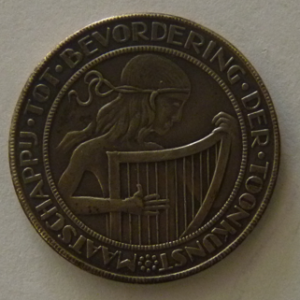 MAATSCHAPPIJ · TOT · BEVORDERING · DER · TOONKUNST